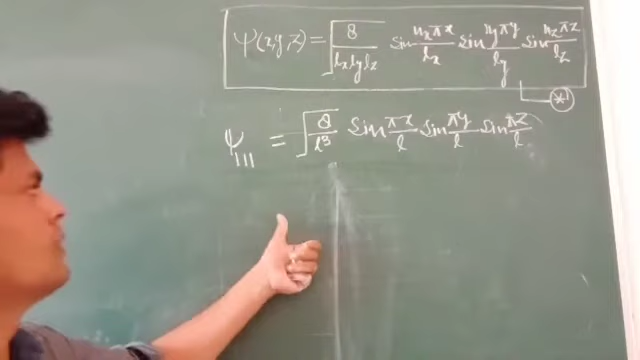 ψ(x,y,z) = √(8/(lxlylz)) sin nxπx/lx sin nyπy/ly sin nzπz/lz
*
ψ111 = √(8/l³) sin πx/l sin πy/l sin πz/l